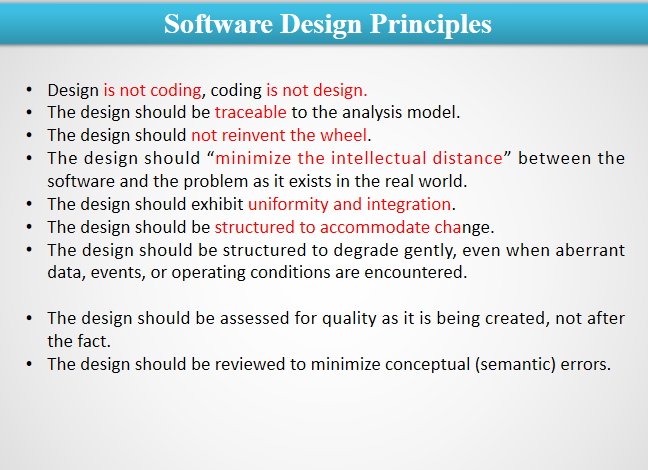 Software Design Principles
• Design is not coding, coding is not design.
• The design should be traceable to the analysis model.
• The design should not reinvent the wheel.
• The design should “minimize the intellectual distance” between the
software and the problem as it exists in the real world.
• The design should exhibit uniformity and integration.
• The design should be structured to accommodate change.
• The design should be structured to degrade gently, even when aberrant
data, events, or operating conditions are encountered.
• The design should be assessed for quality as it is being created, not after
the fact.
• The design should be reviewed to minimize conceptual (semantic) errors.